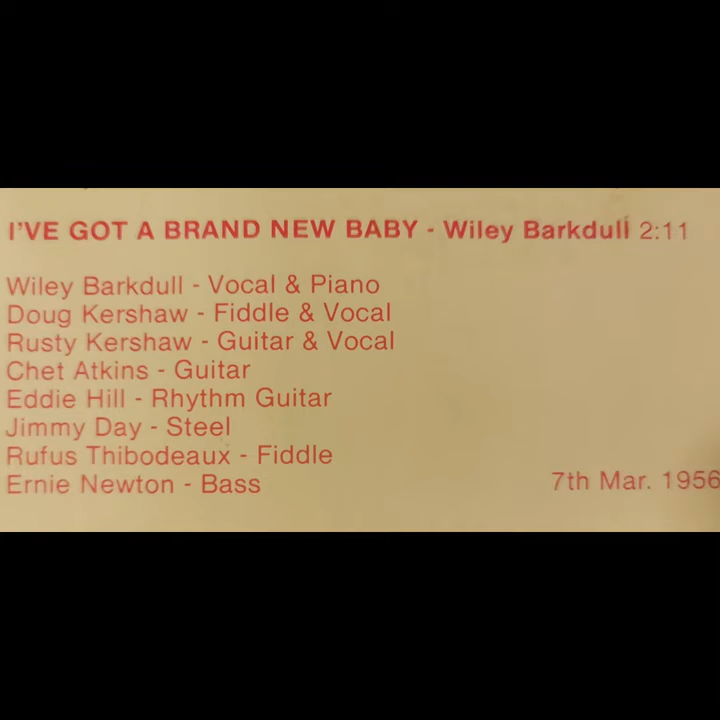 I'VE GOT A BRAND NEW BABY - Wiley Barkdull 2:11
Wiley Barkdull - Vocal & Piano
Doug Kershaw - Fiddle & Vocal
Rusty Kershaw - Guitar & Vocal
Chet Atkins - Guitar
Eddie Hill - Rhythm Guitar
Jimmy Day - Steel
Rufus Thibodeaux - Fiddle
Ernie Newton - Bass 7th Mar. 1956